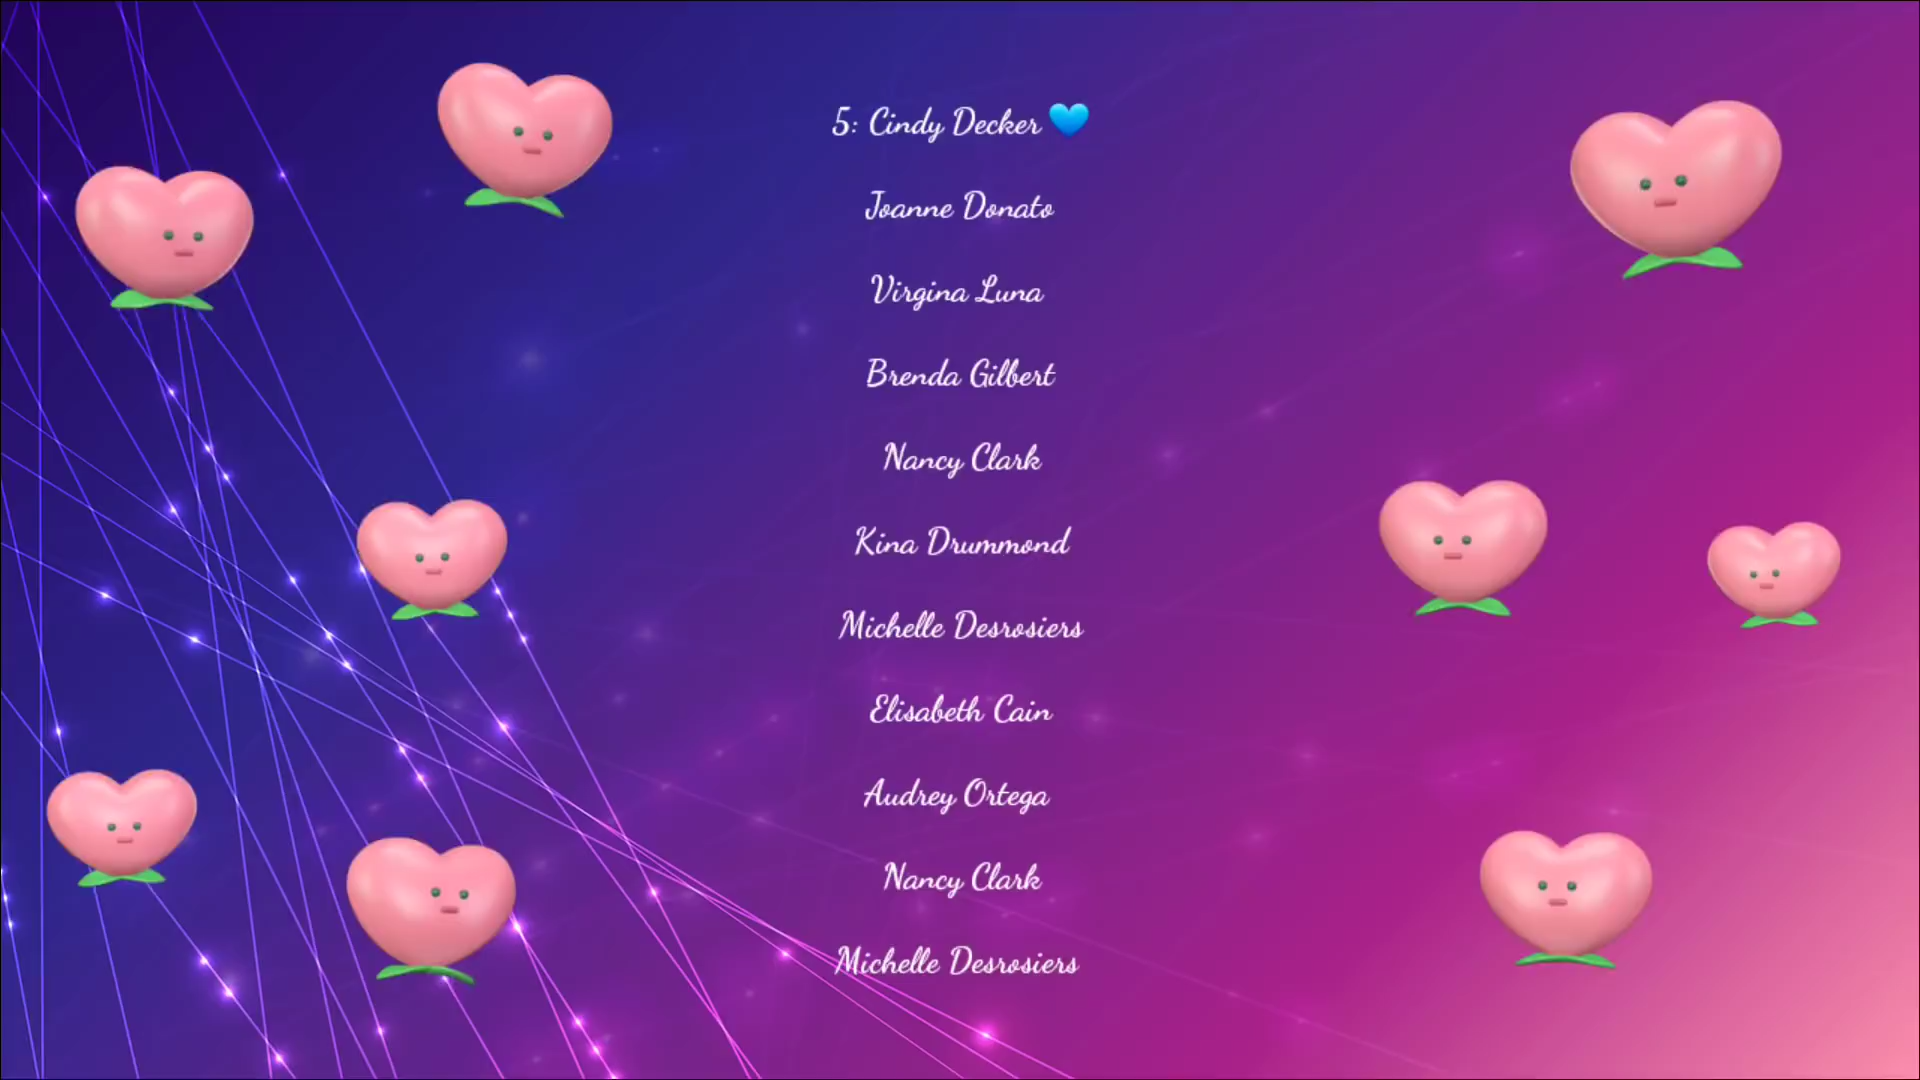 5: Cindy Decker 💙
Joanne Donato
Virgina Luna
Brenda Gilbert
Nancy Clark
Kina Drummond
Michelle Desrosiers
Elisabeth Cain
Audrey Ortega
Nancy Clark
Michelle Desrosiers